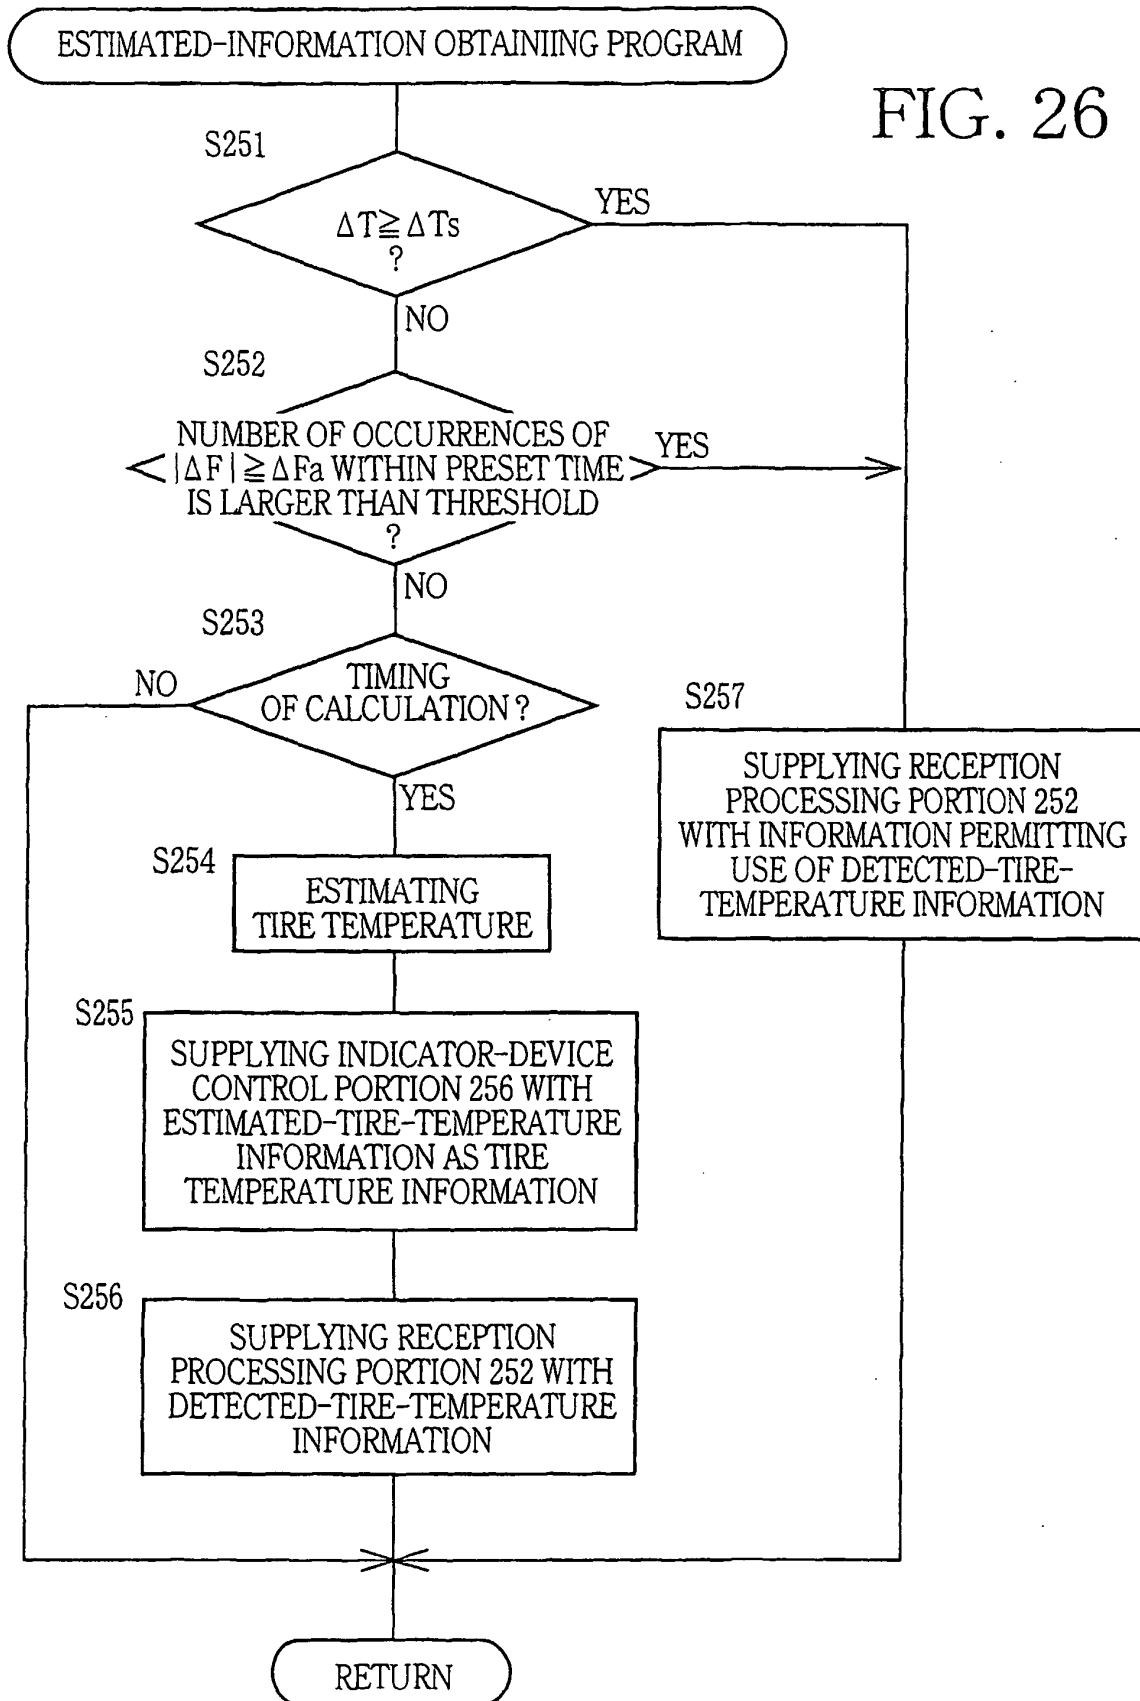 ESTIMATED-INFORMATION OBTAINIING PROGRAM
FIG. 26
S251
ΔT≧ΔTs
?
YES
NO
S252
NUMBER OF OCCURRENCES OF
|ΔF|≧ΔFa WITHIN PRESET TIME
IS LARGER THAN THRESHOLD
?
YES
NO
S253
TIMING
OF CALCULATION?
NO
YES
S257
SUPPLYING RECEPTION
PROCESSING PORTION 252
WITH INFORMATION PERMITTING
USE OF DETECTED-TIRE-
TEMPERATURE INFORMATION
S254
ESTIMATING
TIRE TEMPERATURE
S255
SUPPLYING INDICATOR-DEVICE
CONTROL PORTION 256 WITH
ESTIMATED-TIRE-TEMPERATURE
INFORMATION AS TIRE
TEMPERATURE INFORMATION
S256
SUPPLYING RECEPTION
PROCESSING PORTION 252 WITH
DETECTED-TIRE-TEMPERATURE
INFORMATION
RETURN